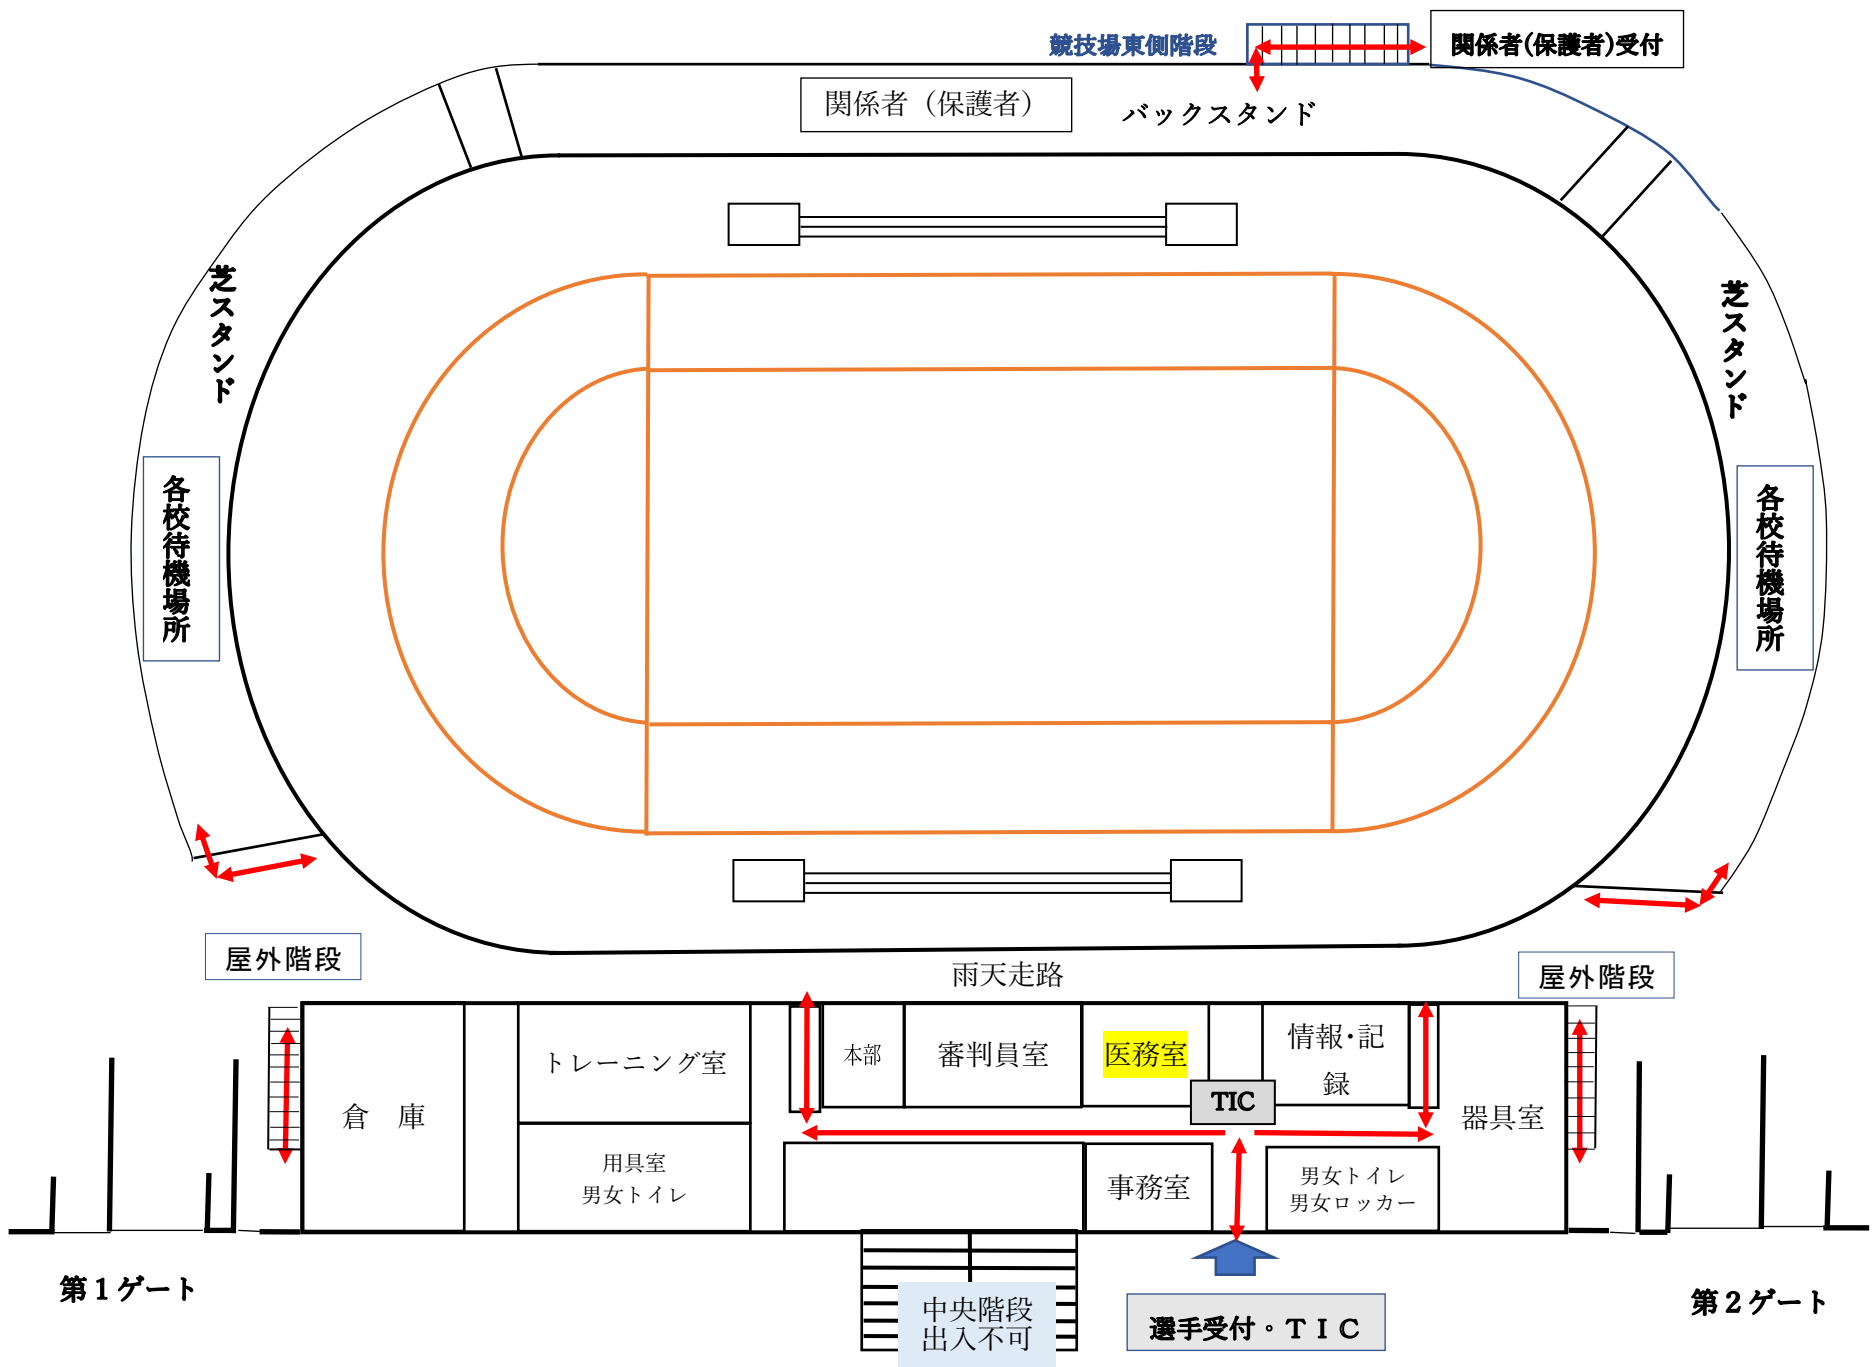 競技場東側階段
関係者(保護者)受付
関係者（保護者）
バックスタンド
芝スタンド
芝スタンド
各校待機場所
各校待機場所
屋外階段
雨天走路
屋外階段
倉　庫
トレーニング室
用具室
男女トイレ
本部
審判員室
医務室
TIC
情報・記
録
器具室
事務室
男女トイレ
男女ロッカー
第１ゲート
中央階段
出入不可
選手受付・ＴＩＣ
第２ゲート